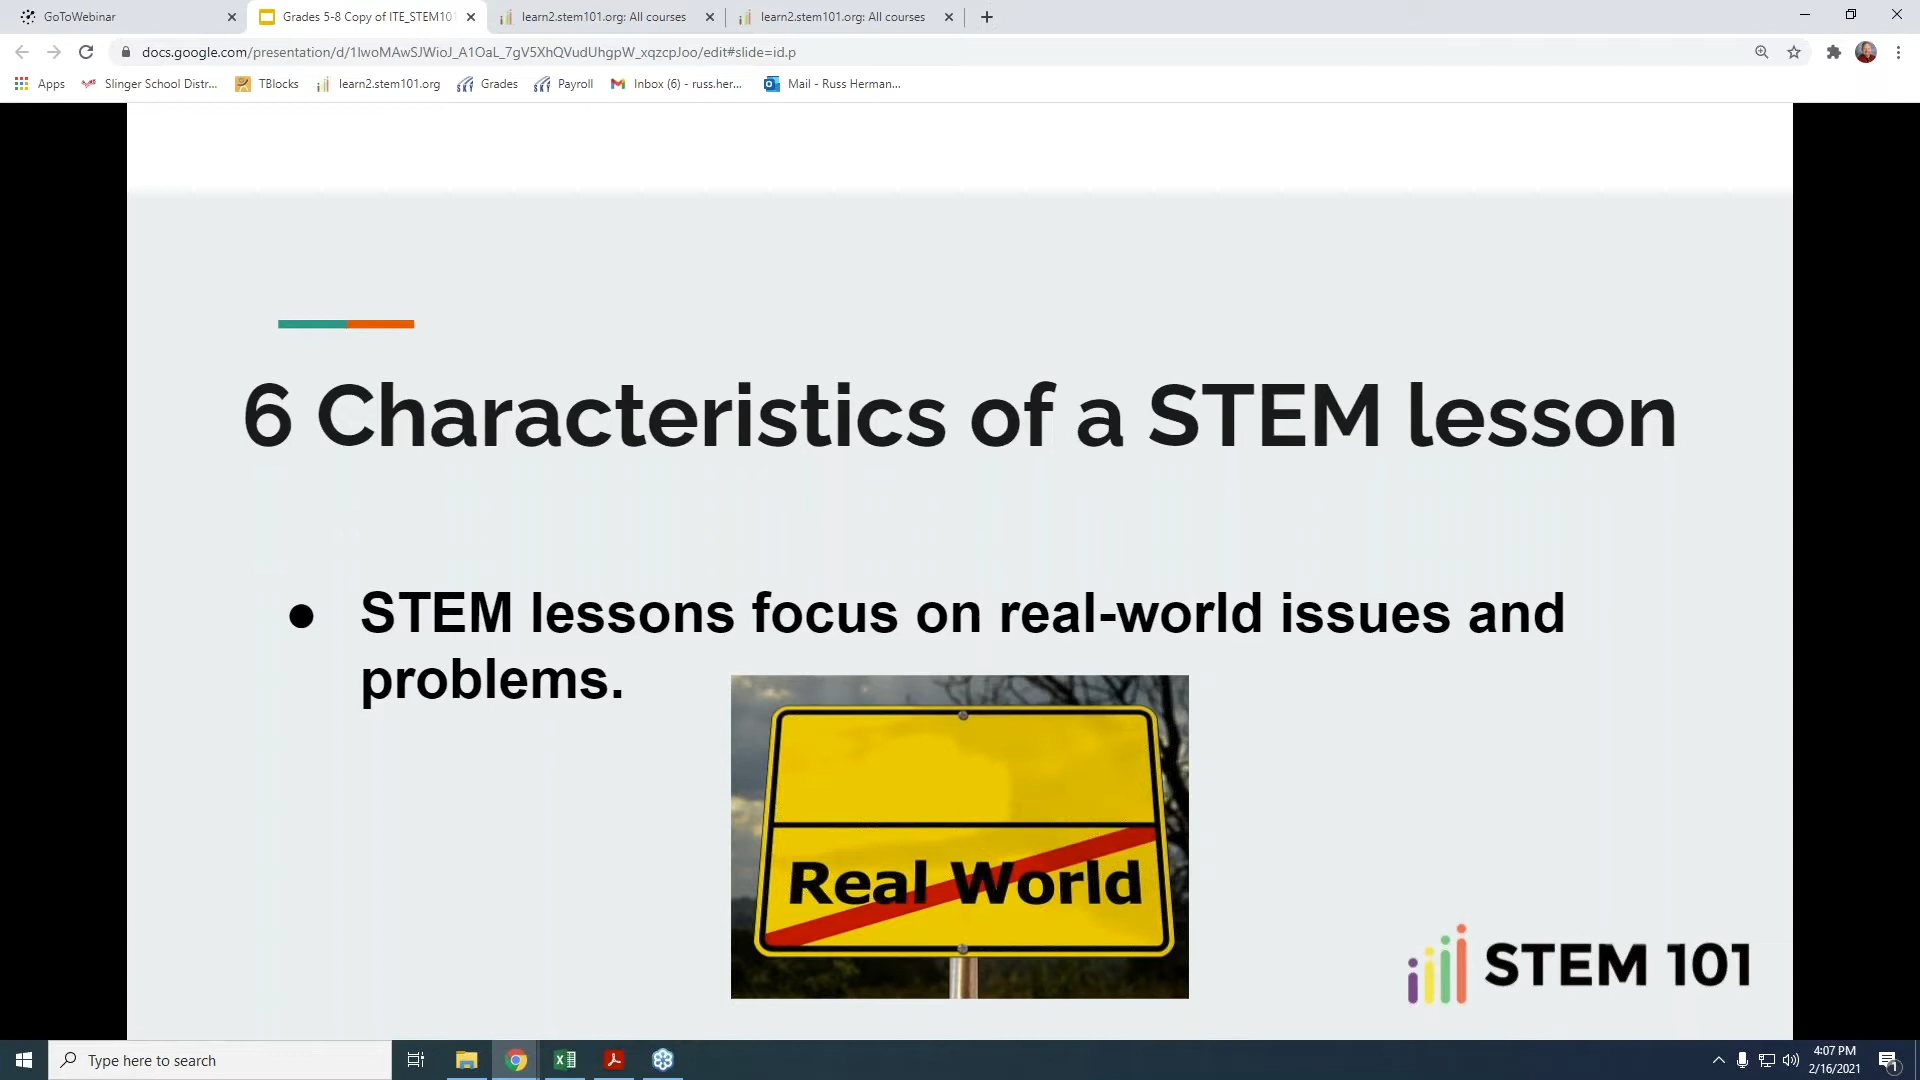 GoToWebinar
Grades 5-8 Copy of ITE_STEM101
learn2.stem101.org: All courses
learn2.stem101.org: All courses
docs.google.com/presentation/d/1IwoMAwSJWioJ_A1OaL_7gV5XhQVudUhgpW_xqzcpJoo/edit#slide=id.p
Apps
Slinger School Distr...
TBlocks
learn2.stem101.org
Grades
Payroll
Inbox (6) - russ.her...
Mail - Russ Herman...
6 Characteristics of a STEM lesson
● STEM lessons focus on real-world issues and
problems.
Real World
STEM 101
Type here to search
4:07 PM
2/16/2021
1